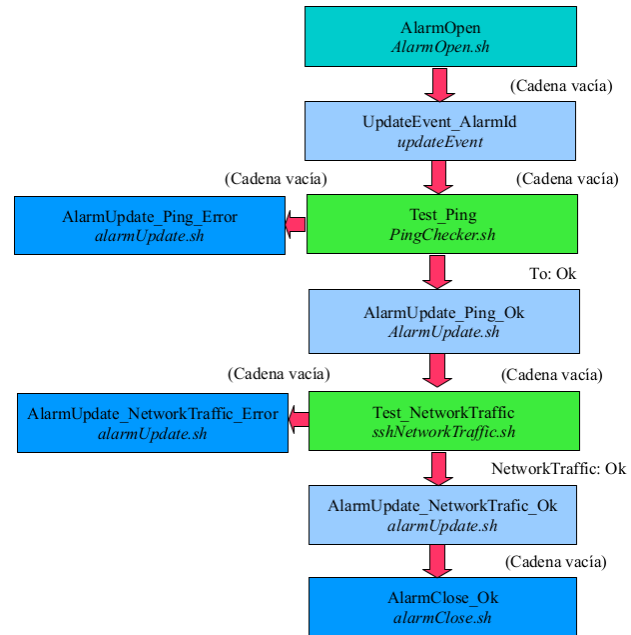 AlarmOpen
AlarmOpen.sh
(Cadena vacía)
UpdateEvent_AlarmId
updateEvent
(Cadena vacía)
(Cadena vacía)
AlarmUpdate_Ping_Error
alarmUpdate.sh
Test_Ping
PingChecker.sh
To: Ok
AlarmUpdate_Ping_Ok
AlarmUpdate.sh
(Cadena vacía)
(Cadena vacía)
AlarmUpdate_NetworkTraffic_Error
alarmUpdate.sh
Test_NetworkTraffic
sshNetworkTraffic.sh
NetworkTraffic: Ok
AlarmUpdate_NetworkTrafic_Ok
alarmUpdate.sh
(Cadena vacía)
AlarmClose_Ok
alarmClose.sh